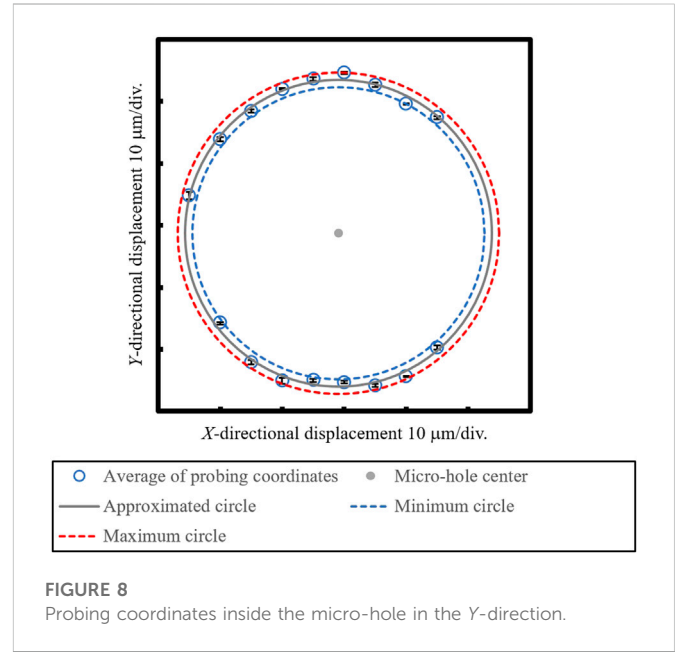 Y-directional displacement 10 μm/div.
X-directional displacement 10 μm/div.
Average of probing coordinates
Micro-hole center
Approximated circle
Minimum circle
Maximum circle
FIGURE 8
Probing coordinates inside the micro-hole in the Y-direction.